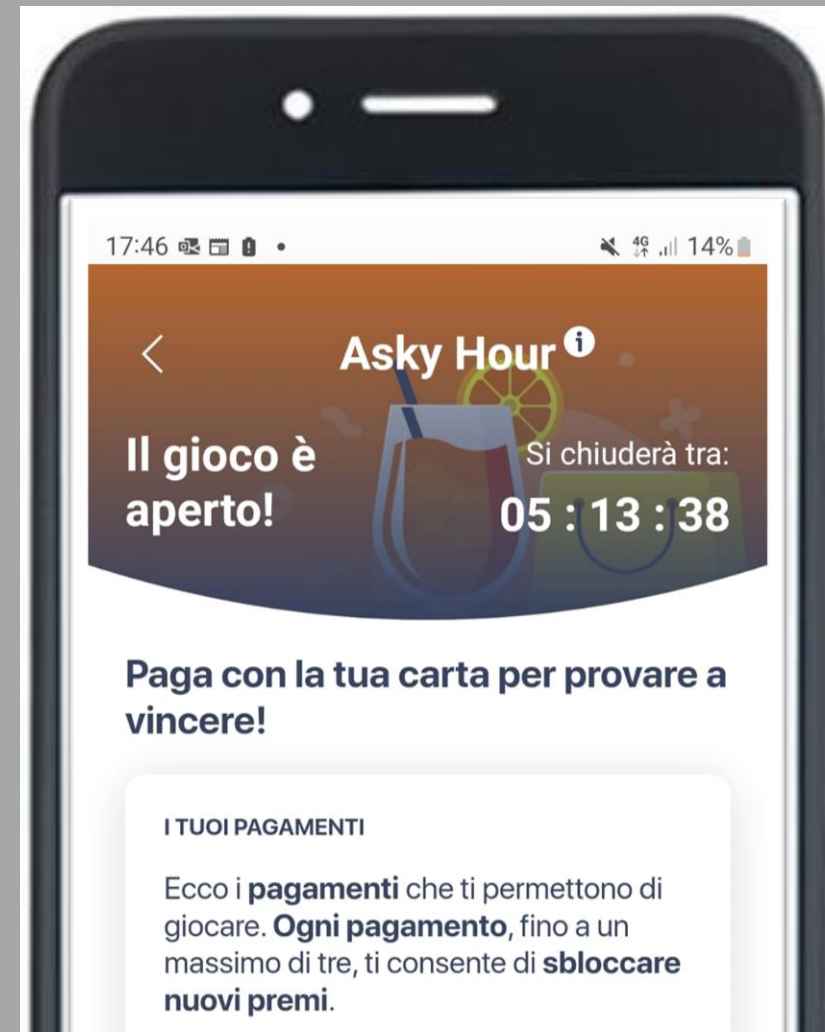 17:46
4G
14%
Asky Hour
Il gioco è
aperto!
Si chiuderà tra:
05 : 13 : 38
Paga con la tua carta per provare a
vincere!
I TUOI PAGAMENTI
Ecco i pagamenti che ti permettono di
giocare. Ogni pagamento, fino a un
massimo di tre, ti consente di sbloccare
nuovi premi.